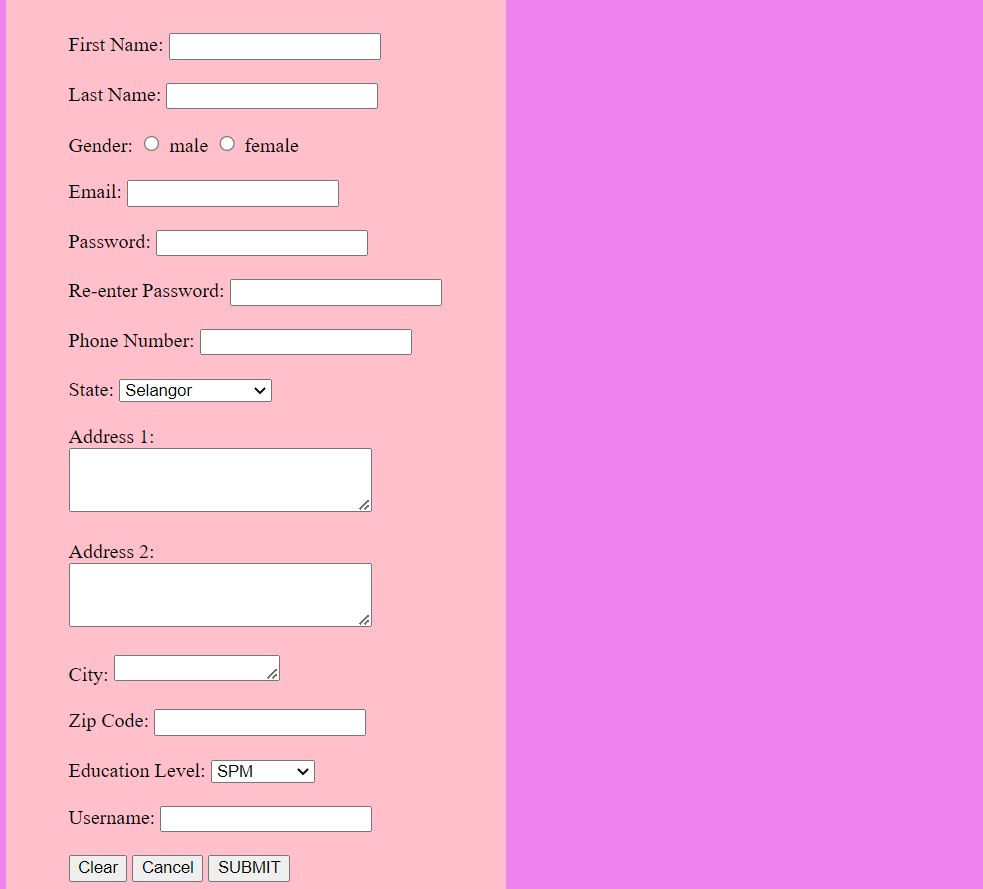 First Name:
Last Name:
Gender: male female
Email:
Password:
Re-enter Password:
Phone Number:
State: Selangor
Address 1:
Address 2:
City:
Zip Code:
Education Level: SPM
Username:
Clear Cancel SUBMIT